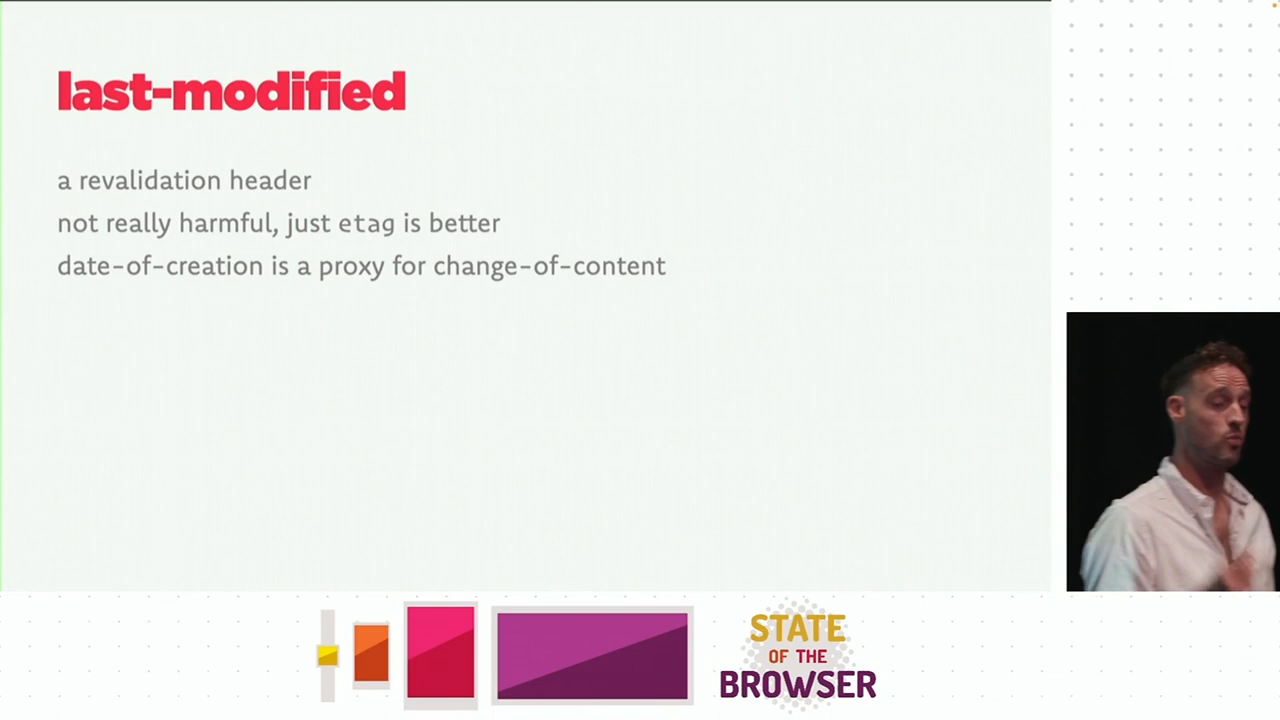 last-modified
a revalidation header
not really harmful, just etag is better
date-of-creation is a proxy for change-of-content
STATE
OF THE
BROWSER